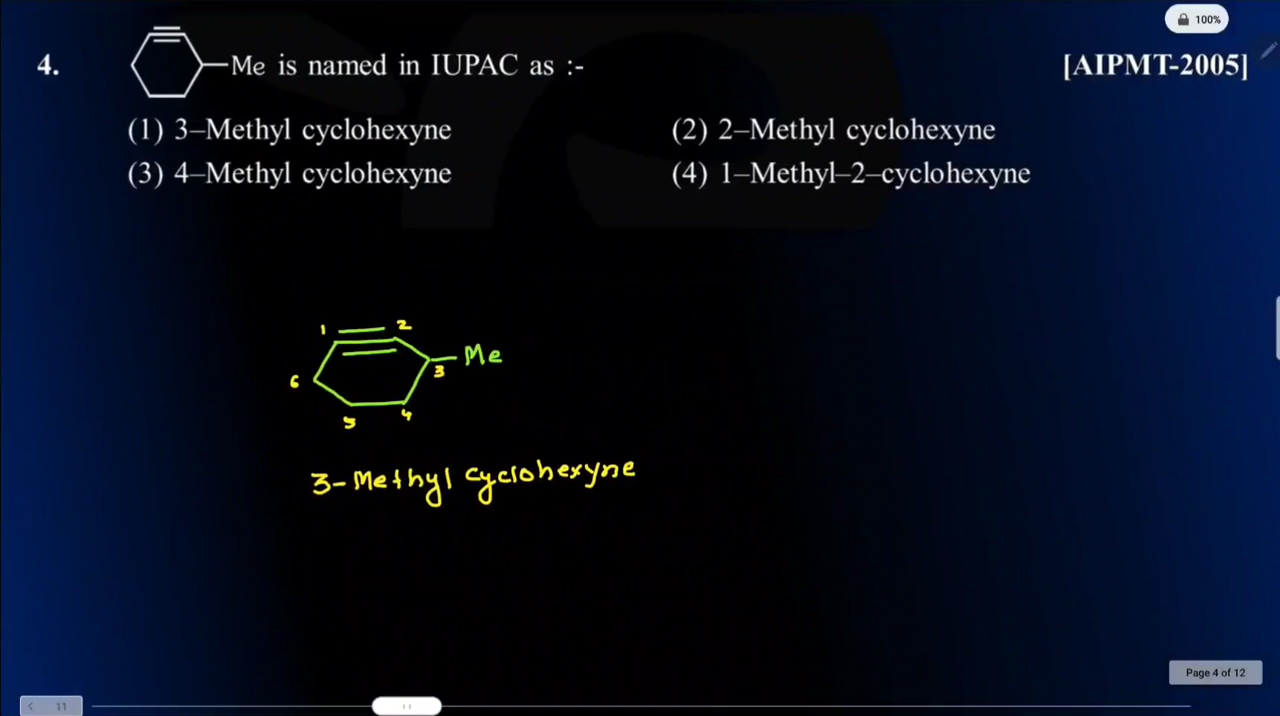 100%
4. Me is named in IUPAC as :- [AIPMT-2005]
(1) 3–Methyl cyclohexyne (2) 2–Methyl cyclohexyne
(3) 4–Methyl cyclohexyne (4) 1–Methyl–2–cyclohexyne
1 2
Me
3
6
4
5
3-Methyl cyclohexyne
Page 4 of 12
< 11